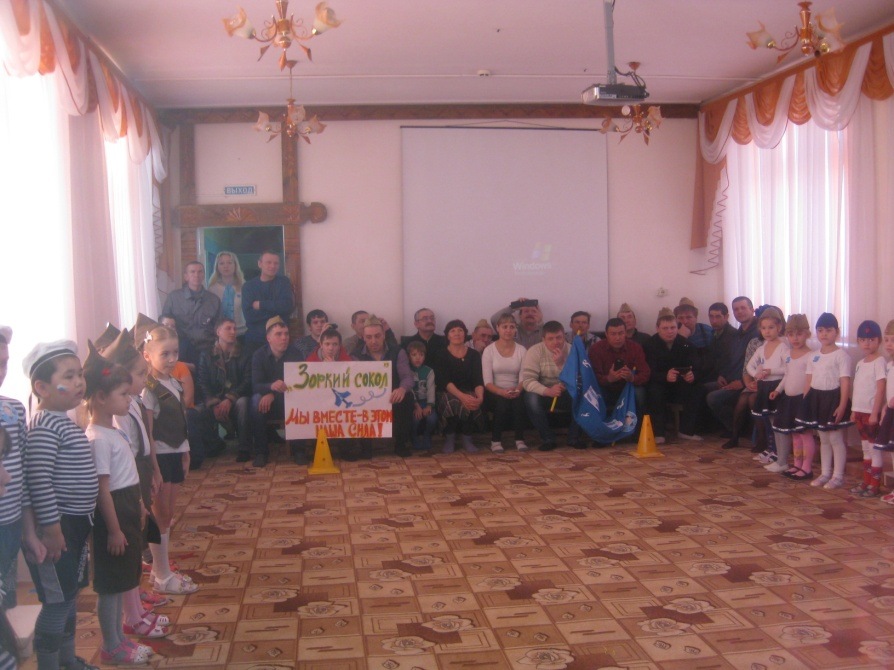 ВЫХОД
Windows
„Зоркий сокол
Мы вместе-в этом
наша сила!